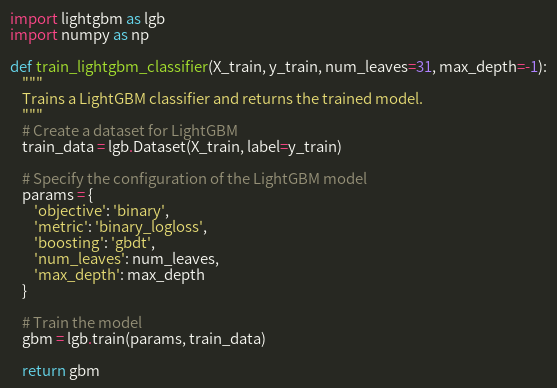 import lightgbm as lgb
import numpy as np

def train_lightgbm_classifier(X_train, y_train, num_leaves=31, max_depth=-1):
    """
    Trains a LightGBM classifier and returns the trained model.
    """
    # Create a dataset for LightGBM
    train_data = lgb.Dataset(X_train, label=y_train)

    # Specify the configuration of the LightGBM model
    params = {
        'objective': 'binary',
        'metric': 'binary_logloss',
        'boosting': 'gbdt',
        'num_leaves': num_leaves,
        'max_depth': max_depth
    }

    # Train the model
    gbm = lgb.train(params, train_data)

    return gbm